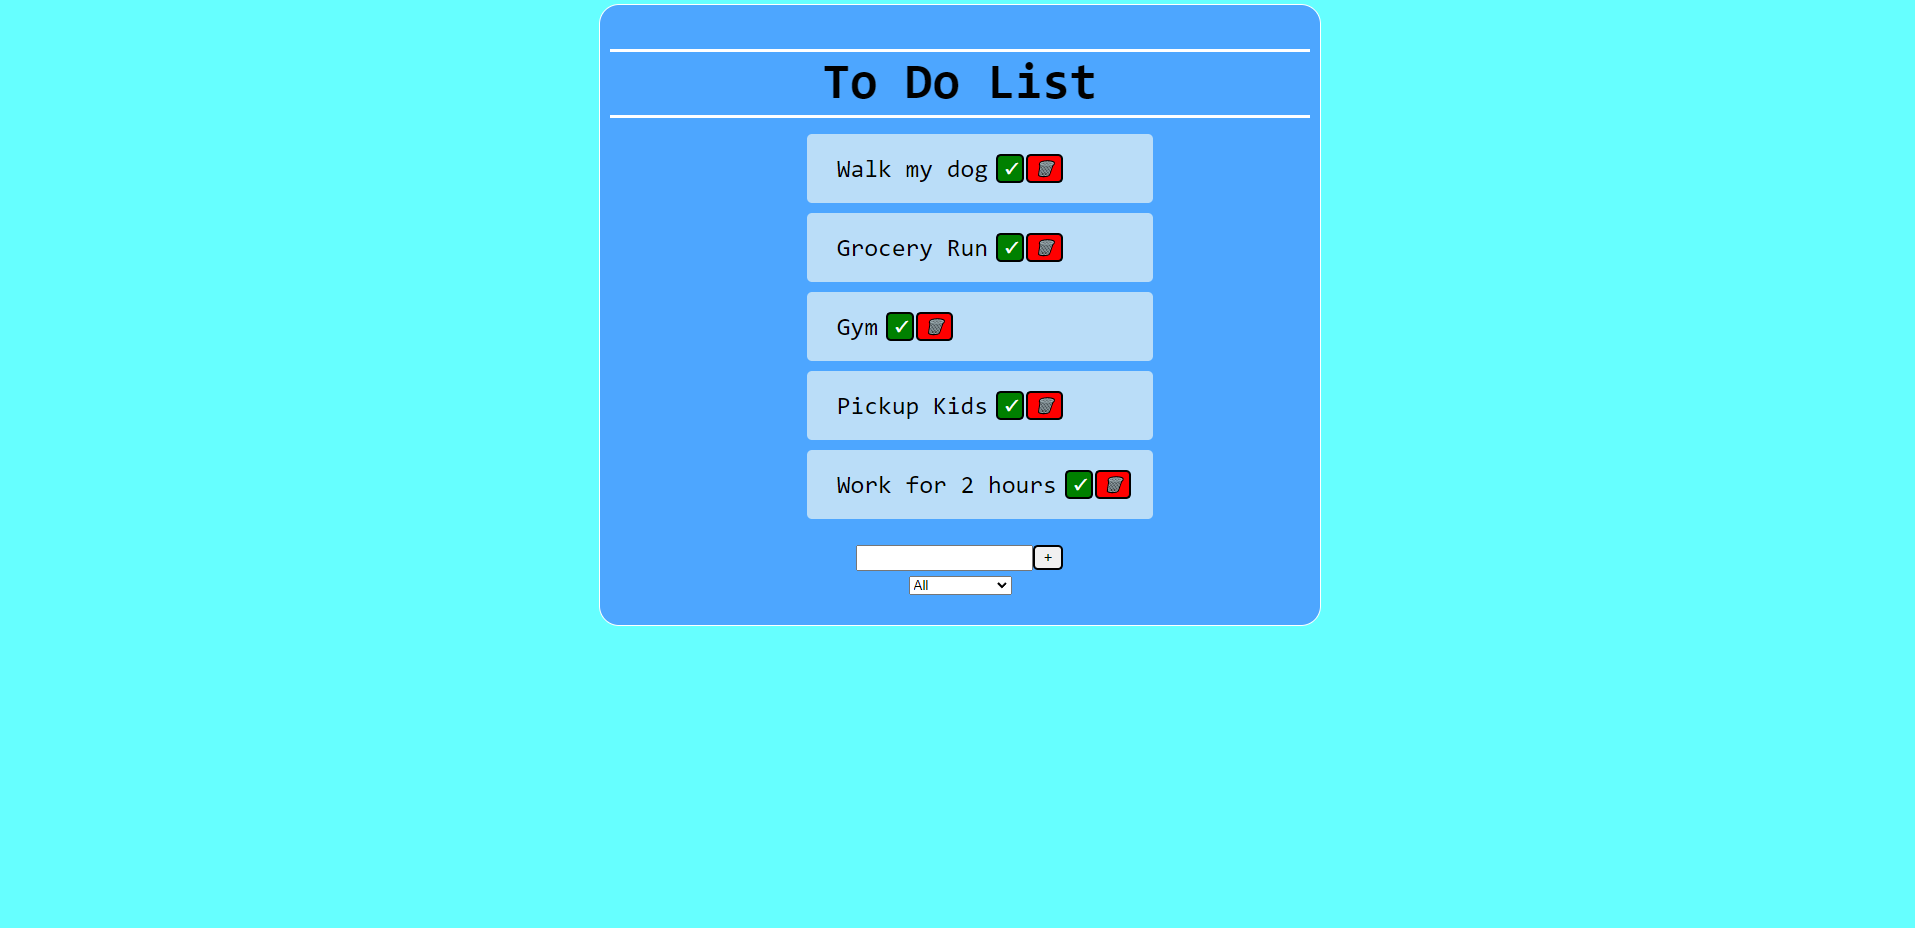 To Do List
Walk my dog ✓
Grocery Run ✓
Gym ✓
Pickup Kids ✓
Work for 2 hours ✓
+
All